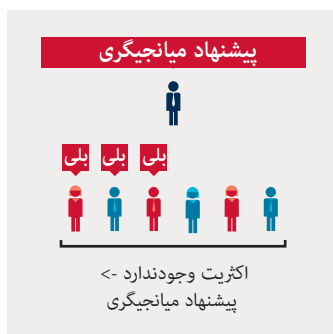 پیشنهاد میانجیگری
بلی بلی بلی
اکثریت وجودندارد ->
پیشنهاد میانجیگری